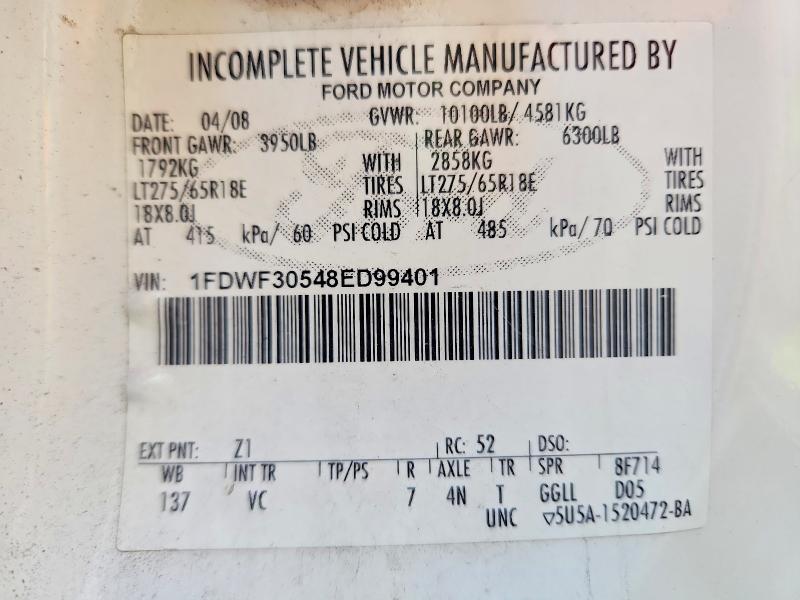 INCOMPLETE VEHICLE MANUFACTURED BY
FORD MOTOR COMPANY
DATE: 04/08 GVWR: 10100LB/ 4581KG
FRONT GAWR: 3950LB REAR GAWR: 6300LB
1792KG WITH 2858KG WITH
LT275/65R18E TIRES LT275/65R18E TIRES
18X8.0J RIMS 18X8.0J RIMS
AT 415 kPa/ 60 PSI COLD AT 485 kPa/ 70 PSI COLD
VIN: 1FDWF30548ED99401
EXT PNT: Z1 RC: 52 DSO:
WB INT TR TP/PS R AXLE TR SPR 8F714
137 VC 7 4N T GGLL D05
UNC ▽5U5A-1520472-BA